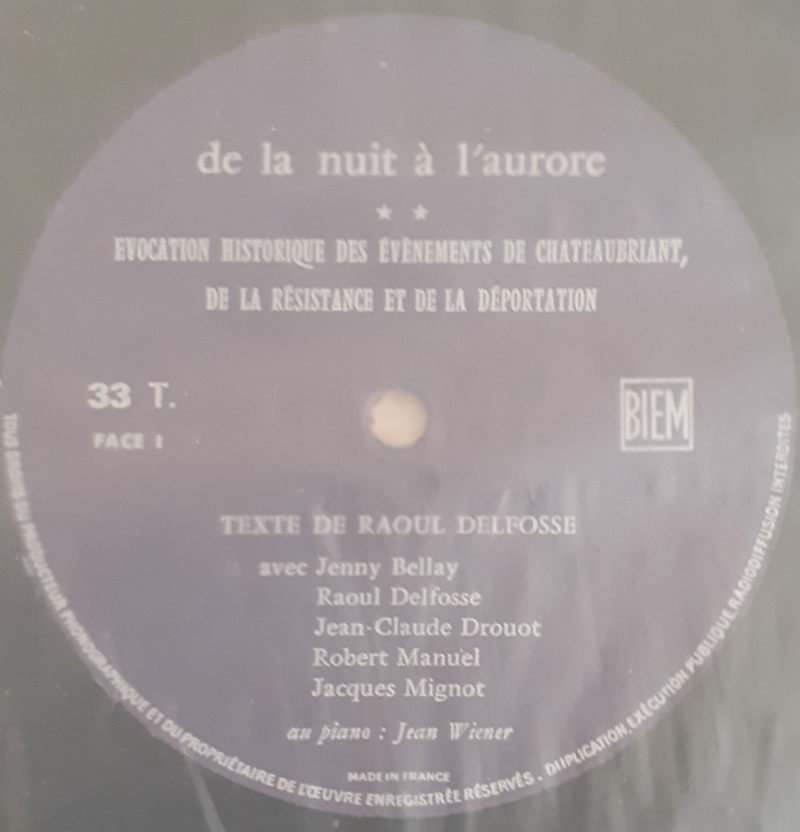 de la nuit à l'aurore
★ ★
EVOCATION HISTORIQUE DES ÉVÈNEMENTS DE CHATEAUBRIANT,
DE LA RÉSISTANCE ET DE LA DÉPORTATION
33 T.
FACE 1
BIEM
TEXTE DE RAOUL DELFOSSE
avec Jenny Bellay
Raoul Delfosse
Jean-Claude Drouot
Robert Manuel
Jacques Mignot
au piano : Jean Wiener
MADE IN FRANCE
TOUS DROITS DU PRODUCTEUR PHONOGRAPHIQUE ET DU PROPRIÉTAIRE DE L'ŒUVRE ENREGISTRÉE RÉSERVÉS . DUPLICATION, EXÉCUTION PUBLIQUE, RADIODIFFUSION INTERDITES